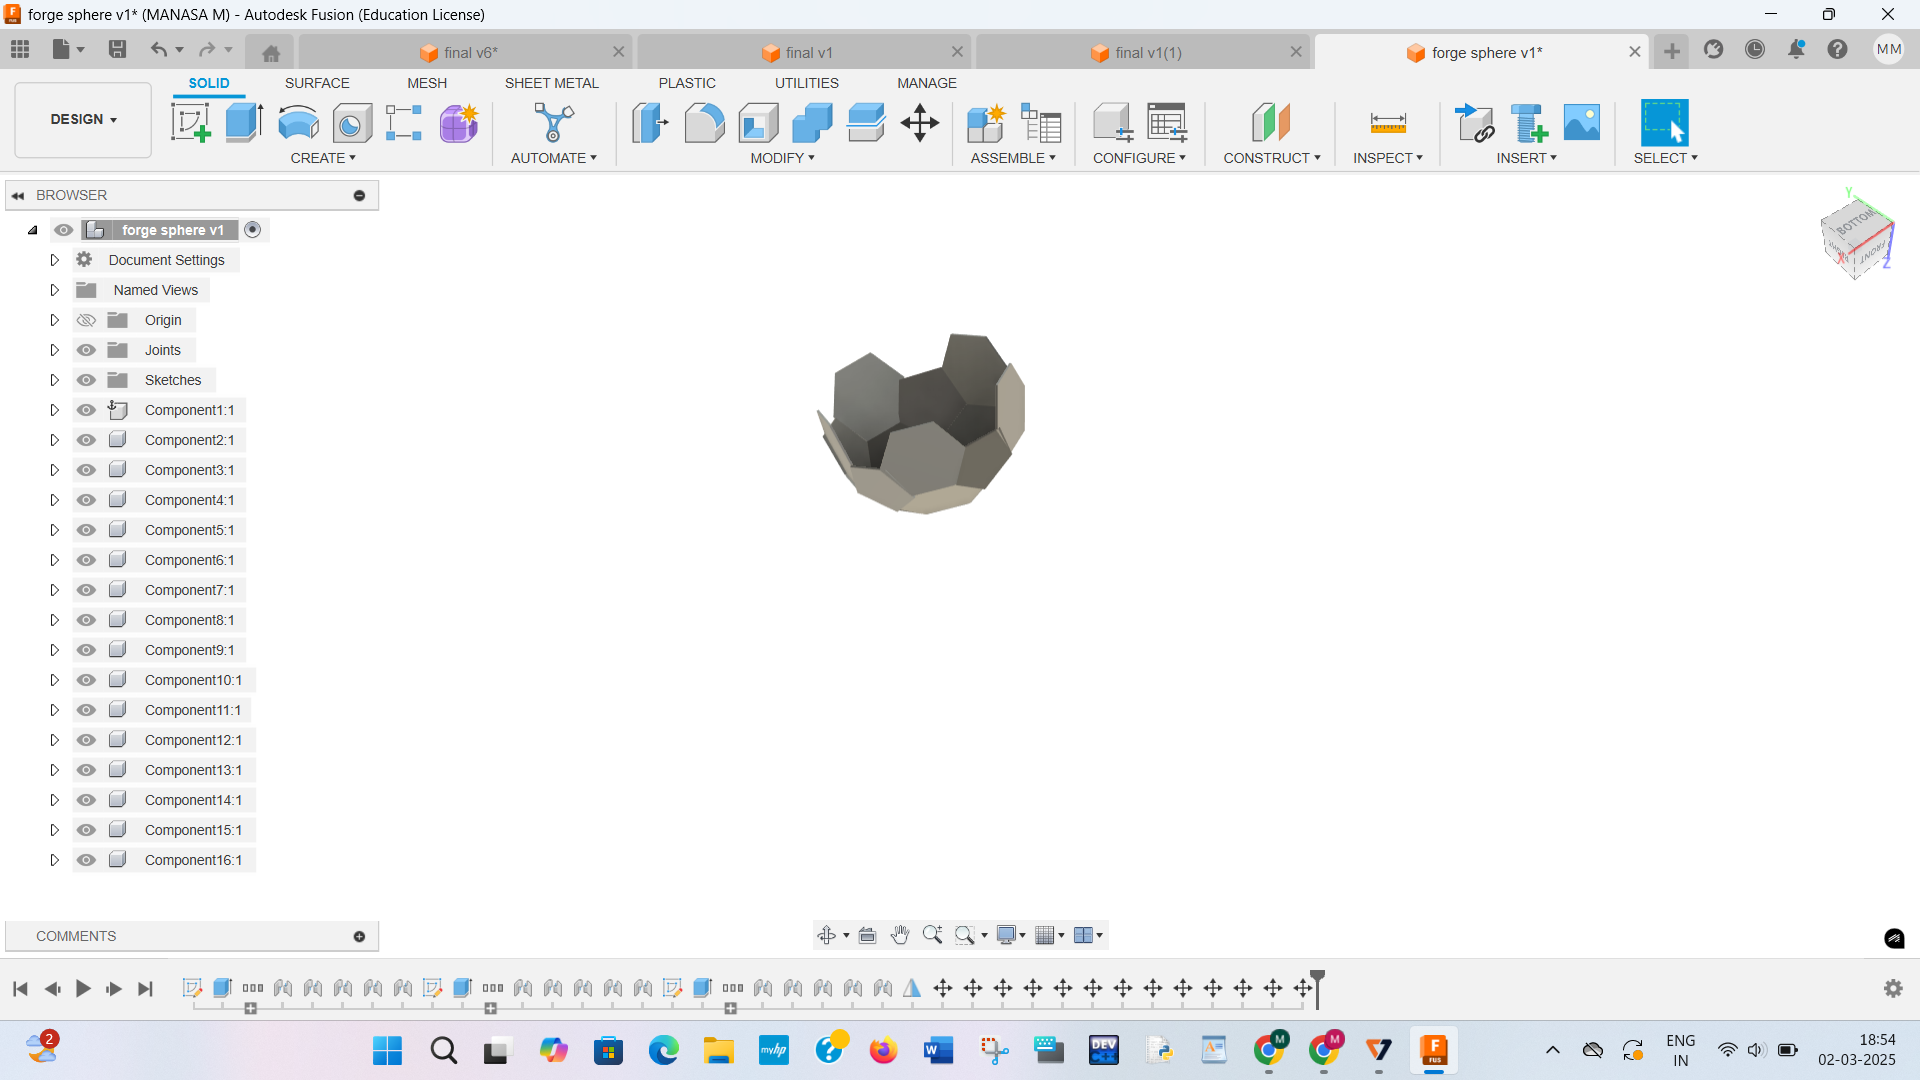 forge sphere v1* (MANASA M) - Autodesk Fusion (Education License)
final v6*
final v1
final v1(1)
forge sphere v1*
MM
SOLID
SURFACE
MESH
SHEET METAL
PLASTIC
UTILITIES
MANAGE
DESIGN
CREATE
AUTOMATE
MODIFY
ASSEMBLE
CONFIGURE
CONSTRUCT
INSPECT
INSERT
SELECT
BROWSER
forge sphere v1
Document Settings
Named Views
Origin
Joints
Sketches
Component1:1
Component2:1
Component3:1
Component4:1
Component5:1
Component6:1
Component7:1
Component8:1
Component9:1
Component10:1
Component11:1
Component12:1
Component13:1
Component14:1
Component15:1
Component16:1
Y
BOTTOM
FRONT
X
Z
COMMENTS
2
myhp
W
DEV
C++
M
M
F
FUS
ENG
IN
18:54
02-03-2025